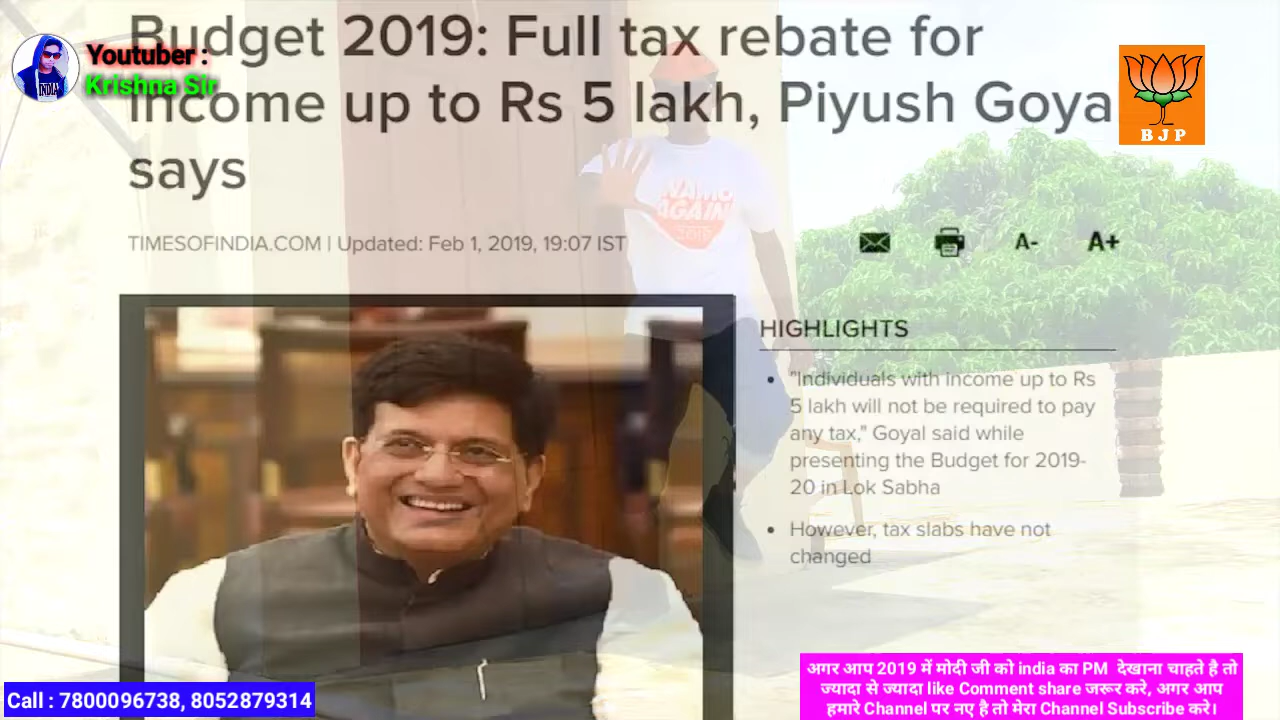 Budget 2019: Full tax rebate for
income up to Rs 5 lakh, Piyush Goya
says
Youtuber :
Krishna Sir
INDIA
BJP
NAMO
AGAIN
TIMESOFINDIA.COM | Updated: Feb 1, 2019, 19:07 IST
A- A+
HIGHLIGHTS
• "Individuals with income up to Rs
5 lakh will not be required to pay
any tax," Goyal said while
presenting the Budget for 2019-
20 in Lok Sabha
• However, tax slabs have not
changed
अगर आप 2019 में मोदी जी को india का PM देखाना चाहते है तो
ज्यादा से ज्यादा like Comment share जरूर करे, अगर आप
हमारे Channel पर नए है तो मेरा Channel Subscribe करे।
Call : 7800096738, 8052879314